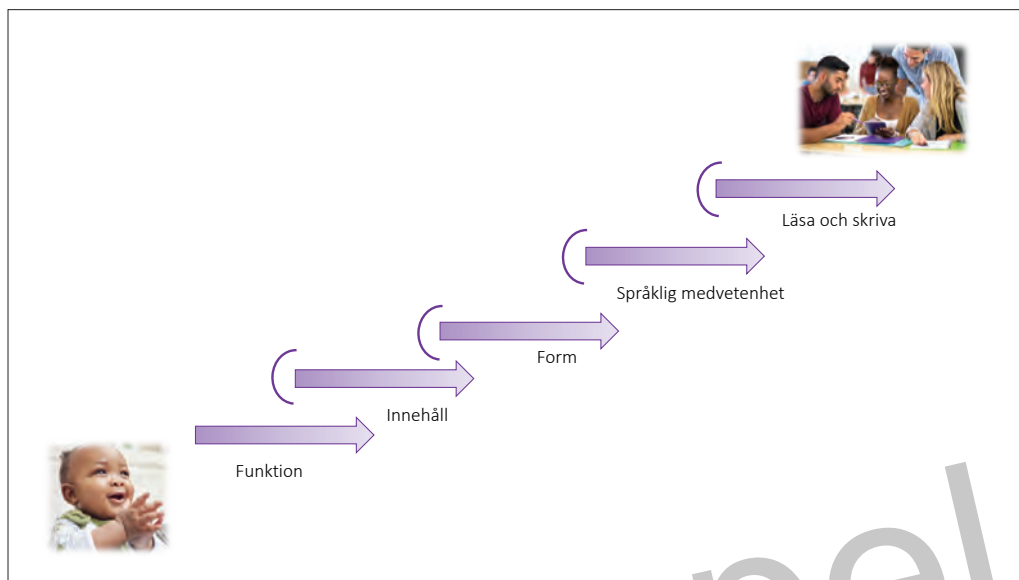 Läsa och skriva
Språklig medvetenhet
Form
Innehåll
Funktion